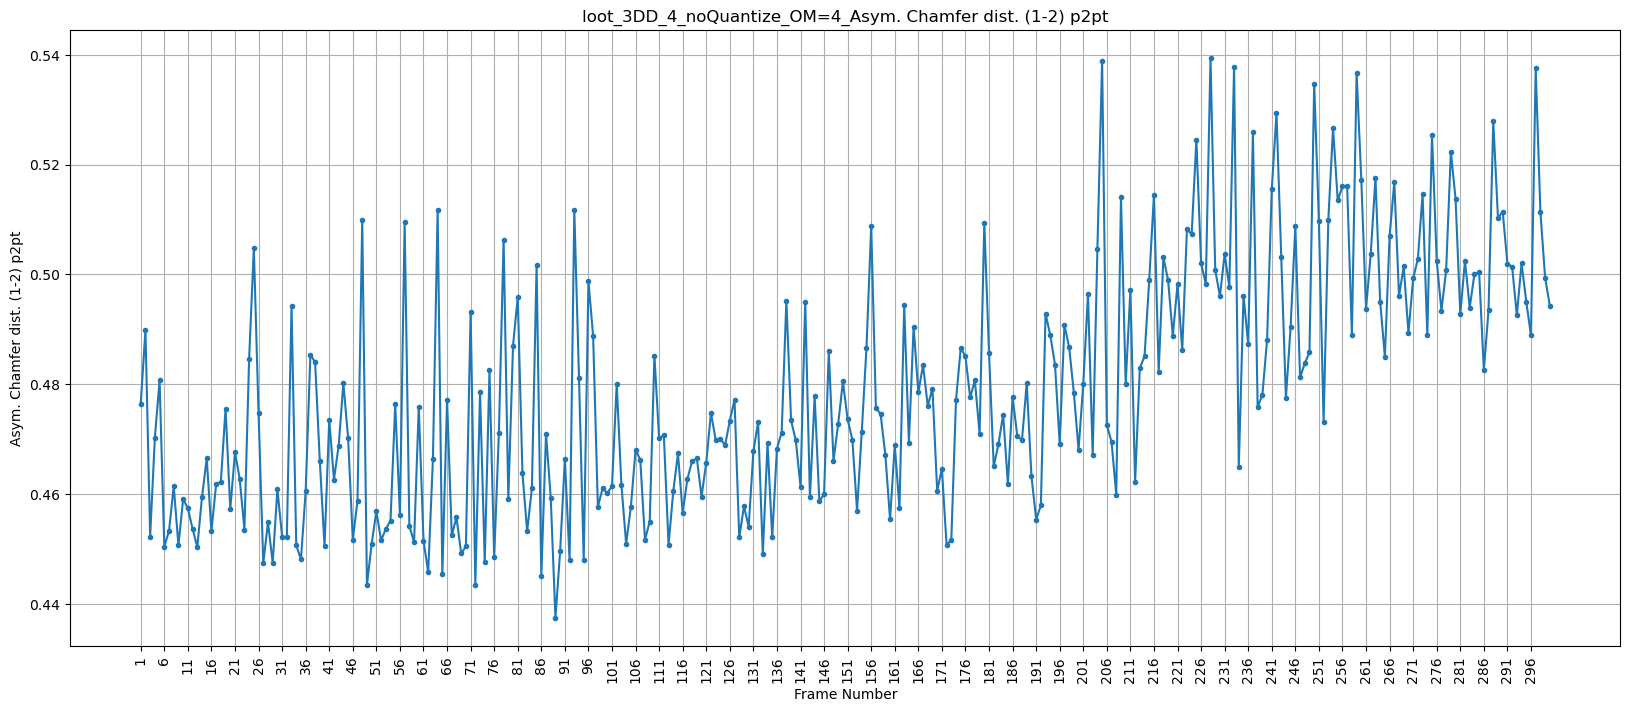 loot_3DD_4_noQuantize_OM=4_Asym. Chamfer dist. (1-2) p2pt
Asym. Chamfer dist. (1-2) p2pt
0.54
0.52
0.50
0.48
0.46
0.44
1 6 11 16 21 26 31 36 41 46 51 56 61 66 71 76 81 86 91 96 101 106 111 116 121 126 131 136 141 146 151 156 161 166 171 176 181 186 191 196 201 206 211 216 221 226 231 236 241 246 251 256 261 266 271 276 281 286 291 296
Frame Number